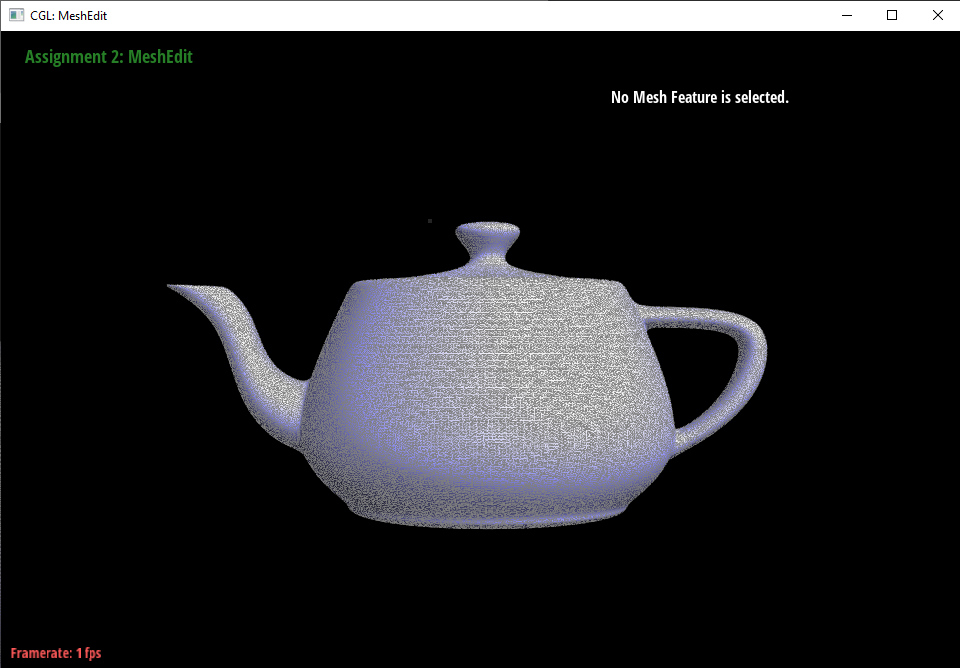 CGL: MeshEdit
Assignment 2: MeshEdit
No Mesh Feature is selected.
Framerate: 1 fps